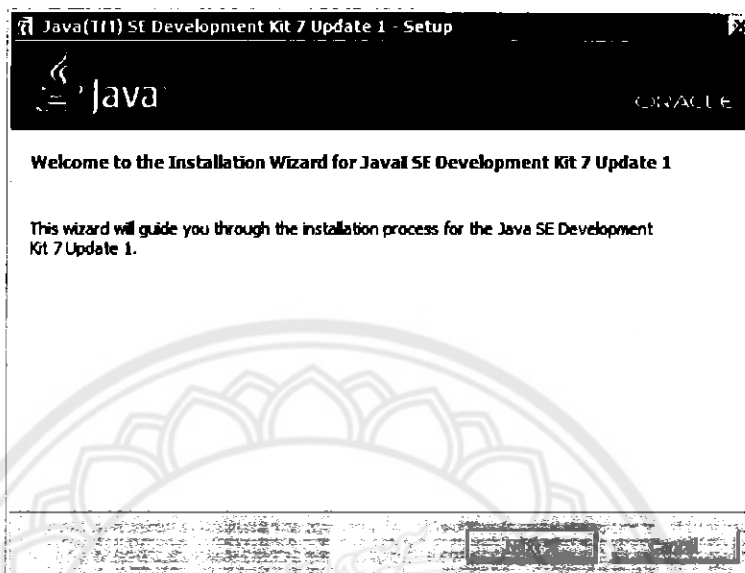 Java(TM) SE Development Kit 7 Update 1 - Setup
Java
ORACLE
Welcome to the Installation Wizard for Java SE Development Kit 7 Update 1
This wizard will guide you through the installation process for the Java SE Development
Kit 7 Update 1.